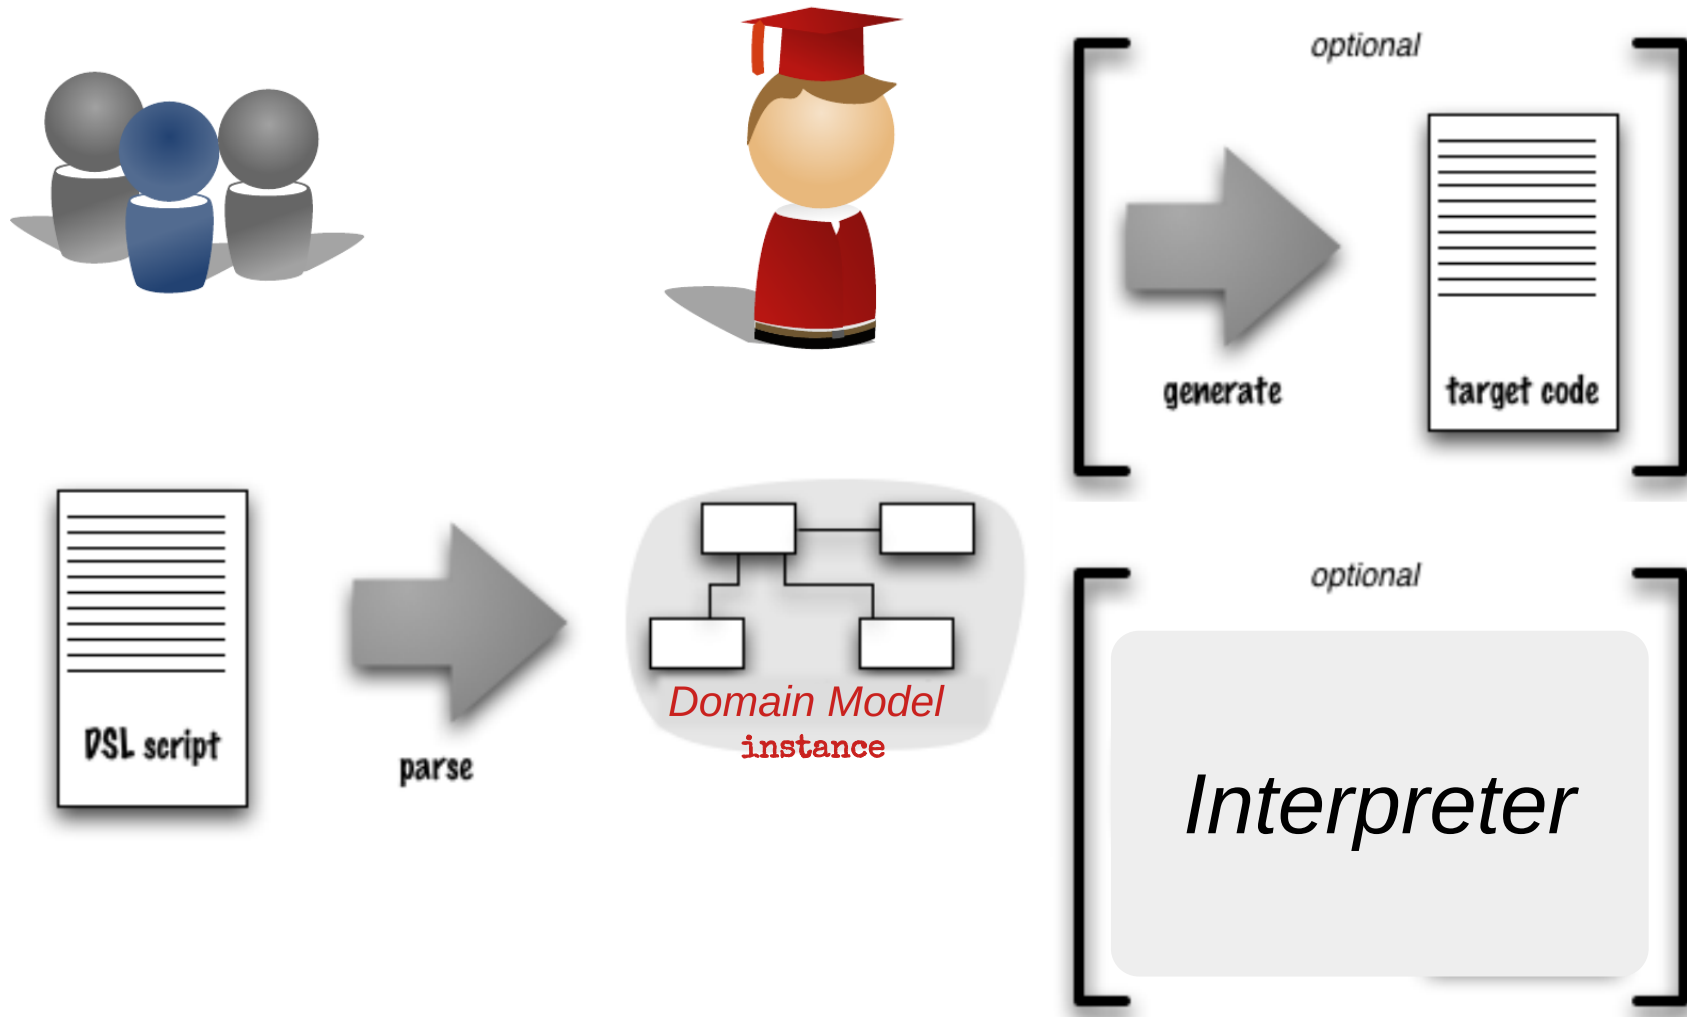 optional
generate
target code
DSL script
parse
Domain Model
instance
optional
Interpreter